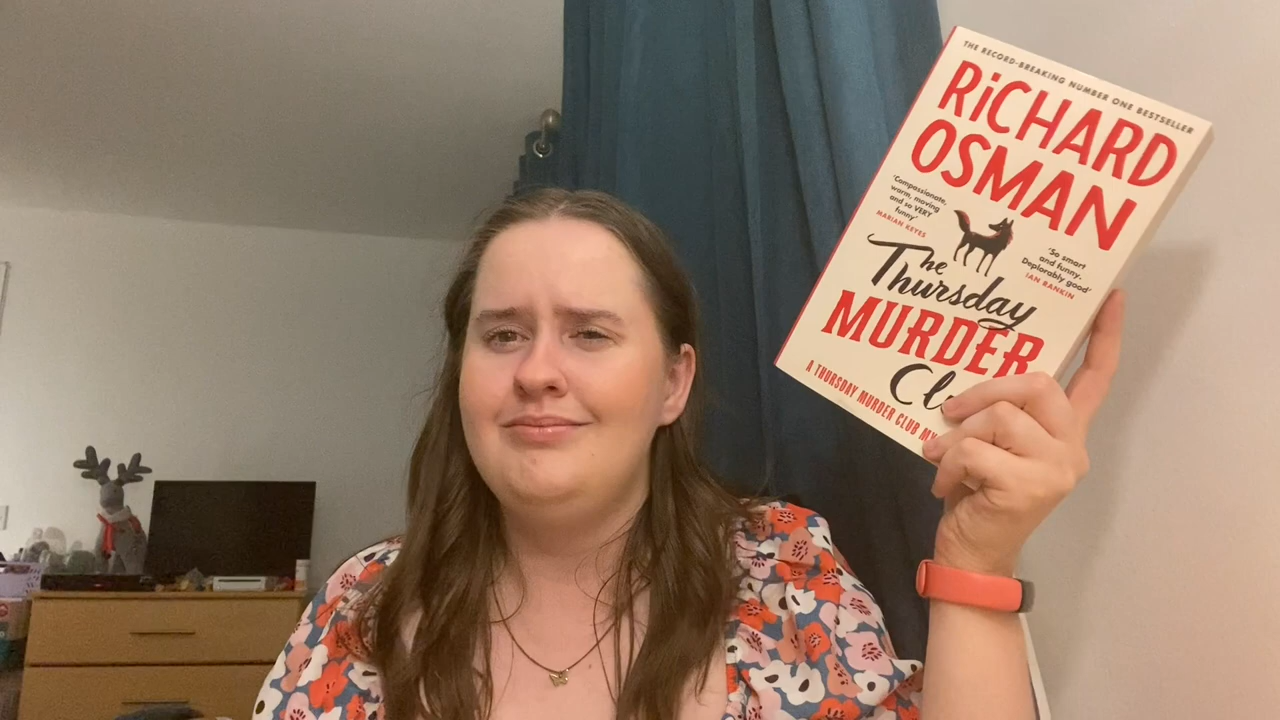 THE RECORD-BREAKING NUMBER ONE BESTSELLER
RiCHARD
OSMAN
'Compassionate,
warm, moving
and so VERY
funny'
MARIAN KEYES
'So smart
and funny.
Deplorably good'
IAN RANKIN
The
Thursday
MURDER
A THURSDAY MURDER CLUB